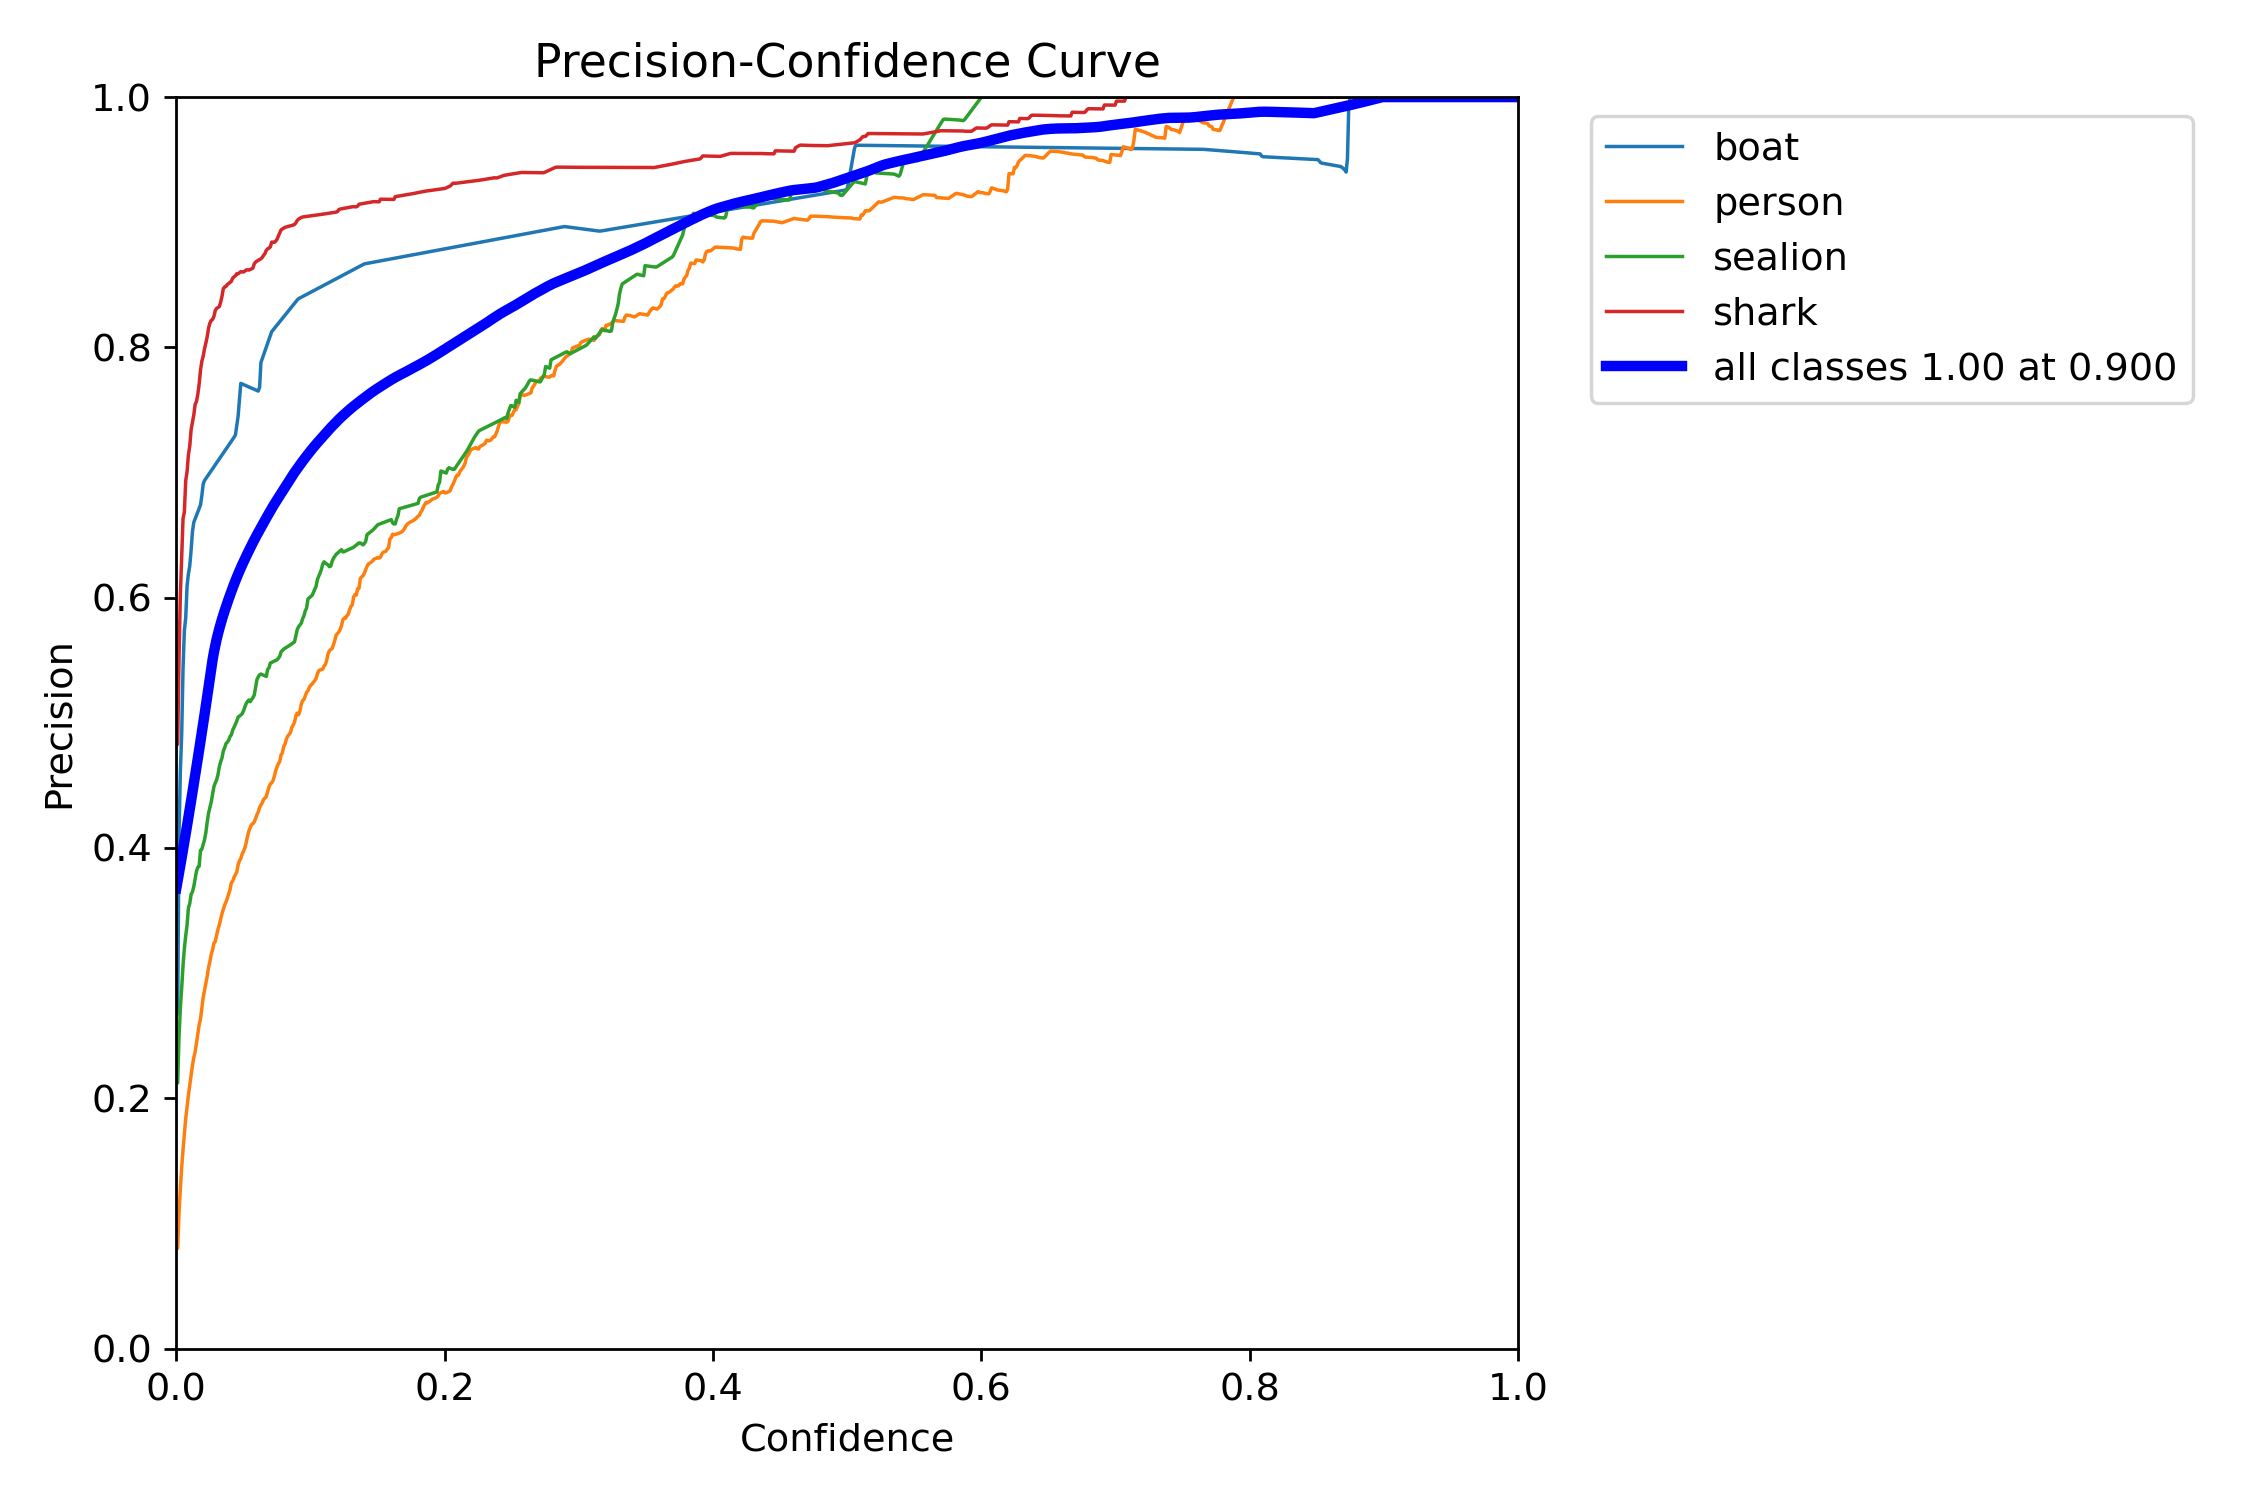 Precision-Confidence Curve
1.0
0.8
0.6
0.4
0.2
0.0
Precision
0.0 0.2 0.4 0.6 0.8 1.0
Confidence
boat
person
sealion
shark
all classes 1.00 at 0.900